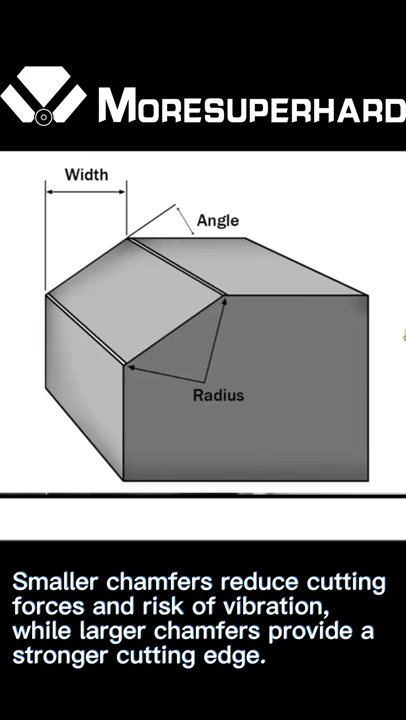 MORESUPERHARD
Width
Angle
Radius
Smaller chamfers reduce cutting
forces and risk of vibration,
while larger chamfers provide a
stronger cutting edge.